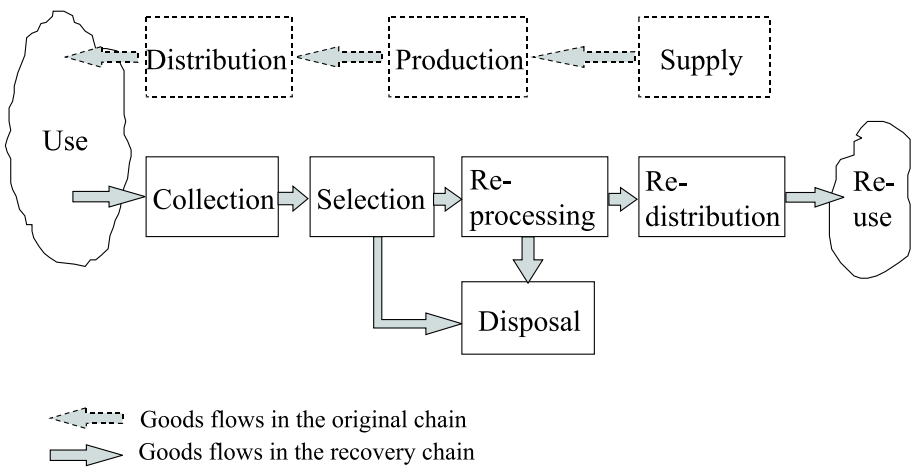 Distribution
Production
Supply
Use
Collection
Selection
Re-
processing
Re-
distribution
Re-
use
Disposal
Goods flows in the original chain
Goods flows in the recovery chain